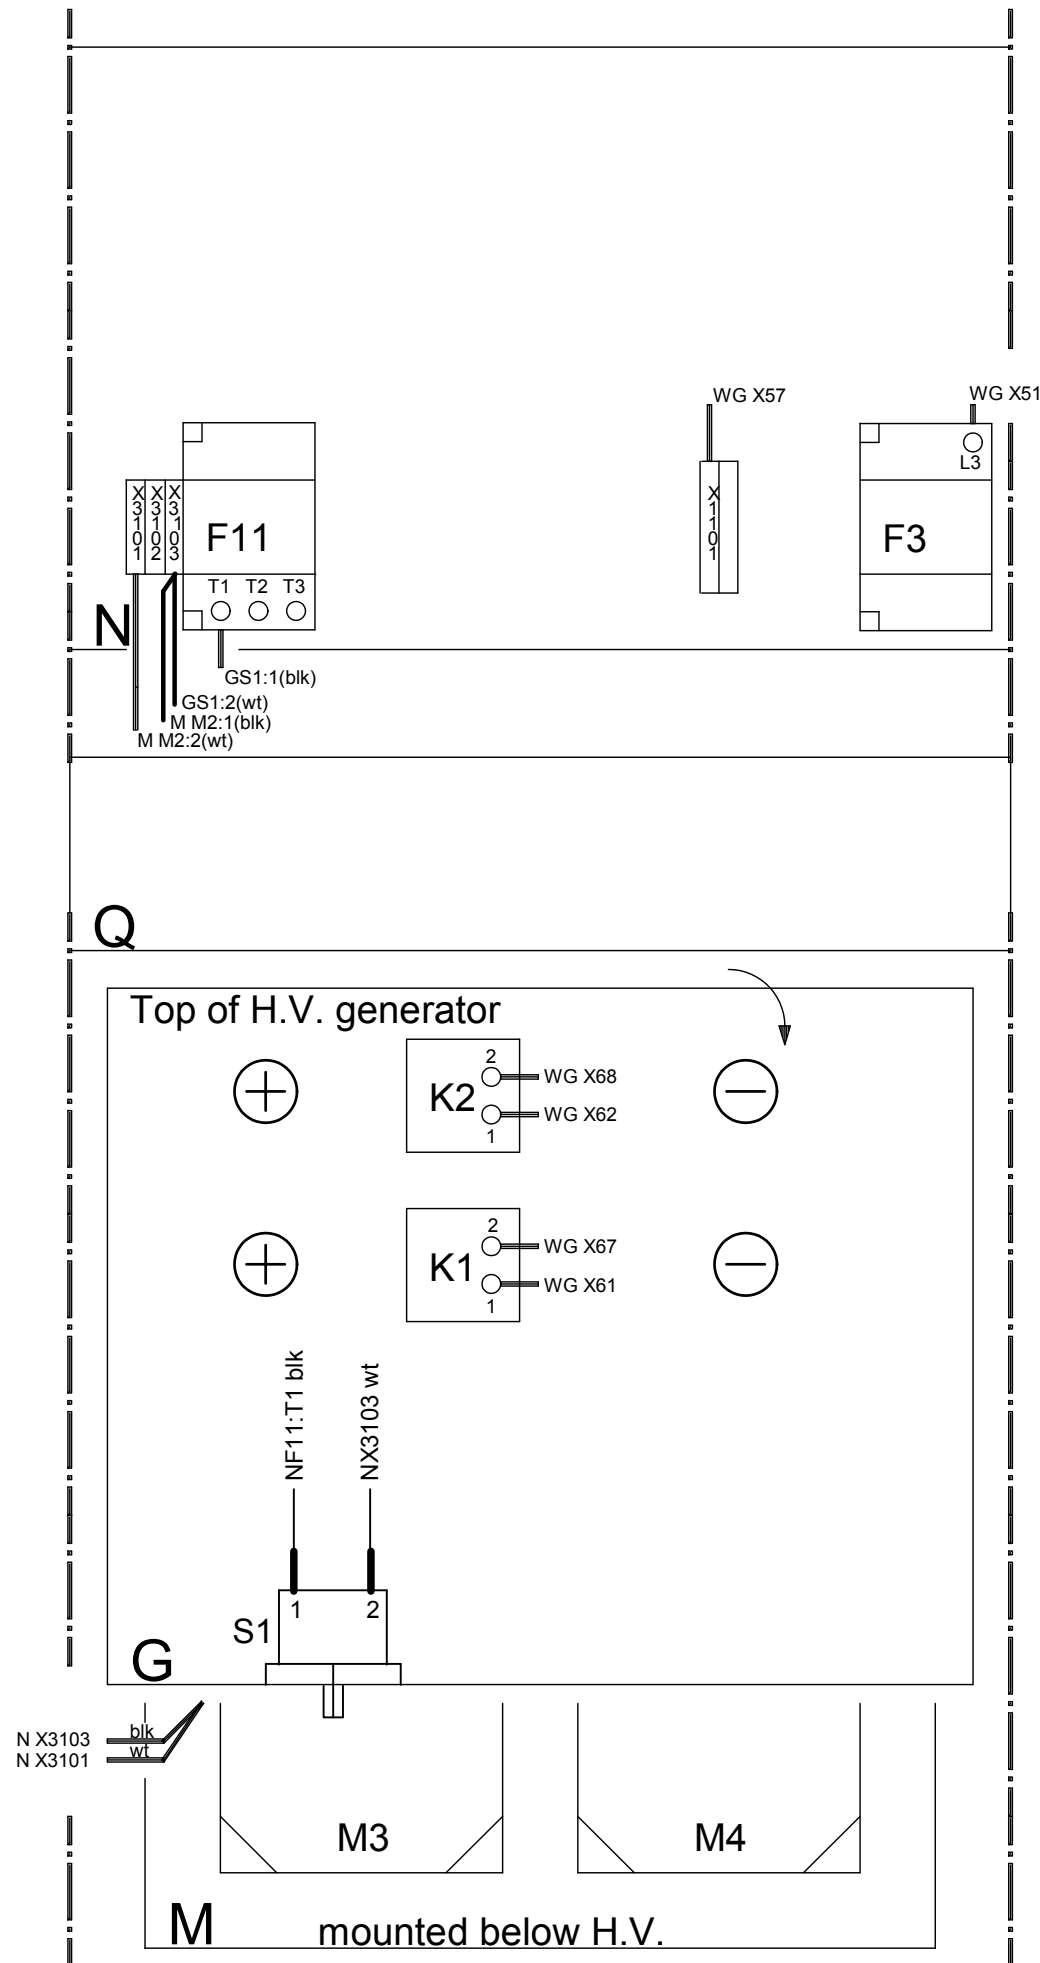 WG X57
WG X51
L3
X3101
X3102
X3103
F11
X1101
F3
T1 T2 T3
N
GS1:1(blk)
GS1:2(wt)
M M2:1(blk)
M M2:2(wt)
Q
Top of H.V. generator
2
K2
WG X68
WG X62
1
2
K1
WG X67
WG X61
1
NF11:T1 blk
NX3103 wt
1 2
S1
G
N X3103 blk
N X3101 wt
M3
M4
M
mounted below H.V.